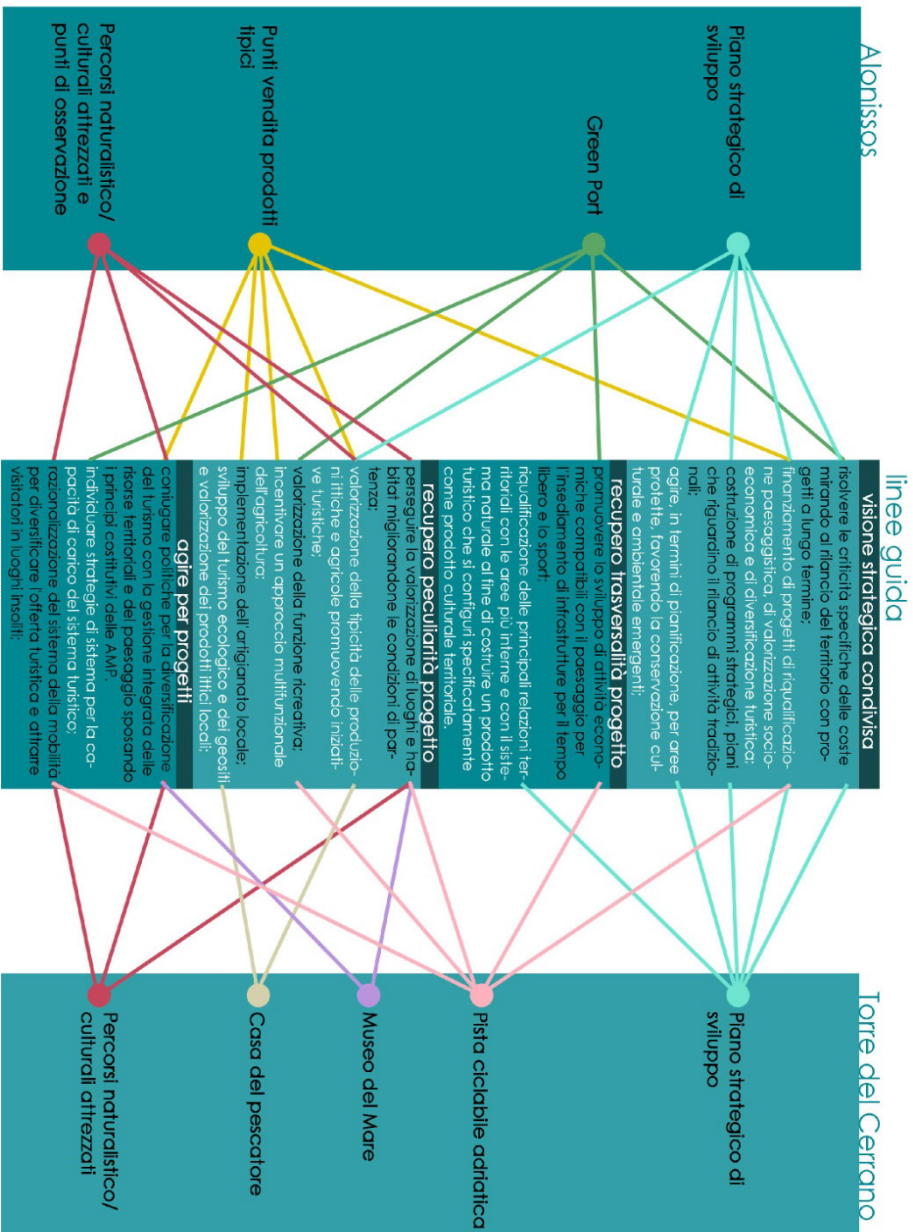 Alonissos
Piano strategico di
sviluppo
Green Port
Punti vendita prodotti
tipici
Percorsi naturalistico/
culturali attrezzati e
punti di osservazione
linee guida
visione strategica condivisa
risolvere le criticità specifiche delle coste
mirando al rilancio del territorio con pro-
getti a lungo termine;
finanziamento di progetti di riqualificazio-
ne paesaggistica, di valorizzazione socio-
economica e di diversificazione turistica;
costruzione di programmi strategici, piani
che riguardino il rilancio di attività tradizio-
nali;
agire, in termini di pianificazione, per aree
protette, favorendo la conservazione cul-
turale e ambientale emergenti;
recupero trasversalità progetto
promuovere lo sviluppo di attività econo-
miche compatibili con il paesaggio per
l'insediamento di infrastrutture per il tempo
libero e lo sport;
riqualificazione delle principali relazioni ter-
ritoriali con le aree più interne e con il siste-
ma naturale al fine di costruire un prodotto
turistico che si configuri specificatamente
come prodotto culturale territoriale.
recupero peculiarità progetto
perseguire la valorizzazione di luoghi e ha-
bitat migliorandone le condizioni di par-
tenza;
valorizzazione della tipicità delle produzio-
ni ittiche e agricole promuovendo iniziati-
ve turistiche;
valorizzazione della funzione ricreativa;
incentivare un approccio multifunzionale
dell'agricoltura;
implementazione dell'artigianato locale;
sviluppo del turismo ecologico e dei geositi
e valorizzazione del prodotti ittici locali;
agire per progetti
coniugare politiche per la diversificazione
del turismo con la gestione integrata delle
risorse territoriali e del paesaggio sposando
i principi costitutivi delle AMP.
individuare strategie di sistema per la ca-
pacità di carico del sistema turistico;
razionalizzazione del sistema della mobilità
per diversificare l'offerta turistica e attrarre
visitatori in luoghi insoliti;
Torre del Cerrano
Piano strategico di
sviluppo
Pista ciclabile adriatica
Museo del Mare
Casa del pescatore
Percorsi naturalistico/
culturali attrezzati